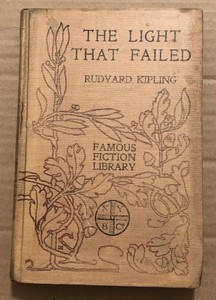 THE LIGHT
THAT FAILED
RUDYARD KIPLING
FAMOUS
FICTION
LIBRARY
N Y
B C°